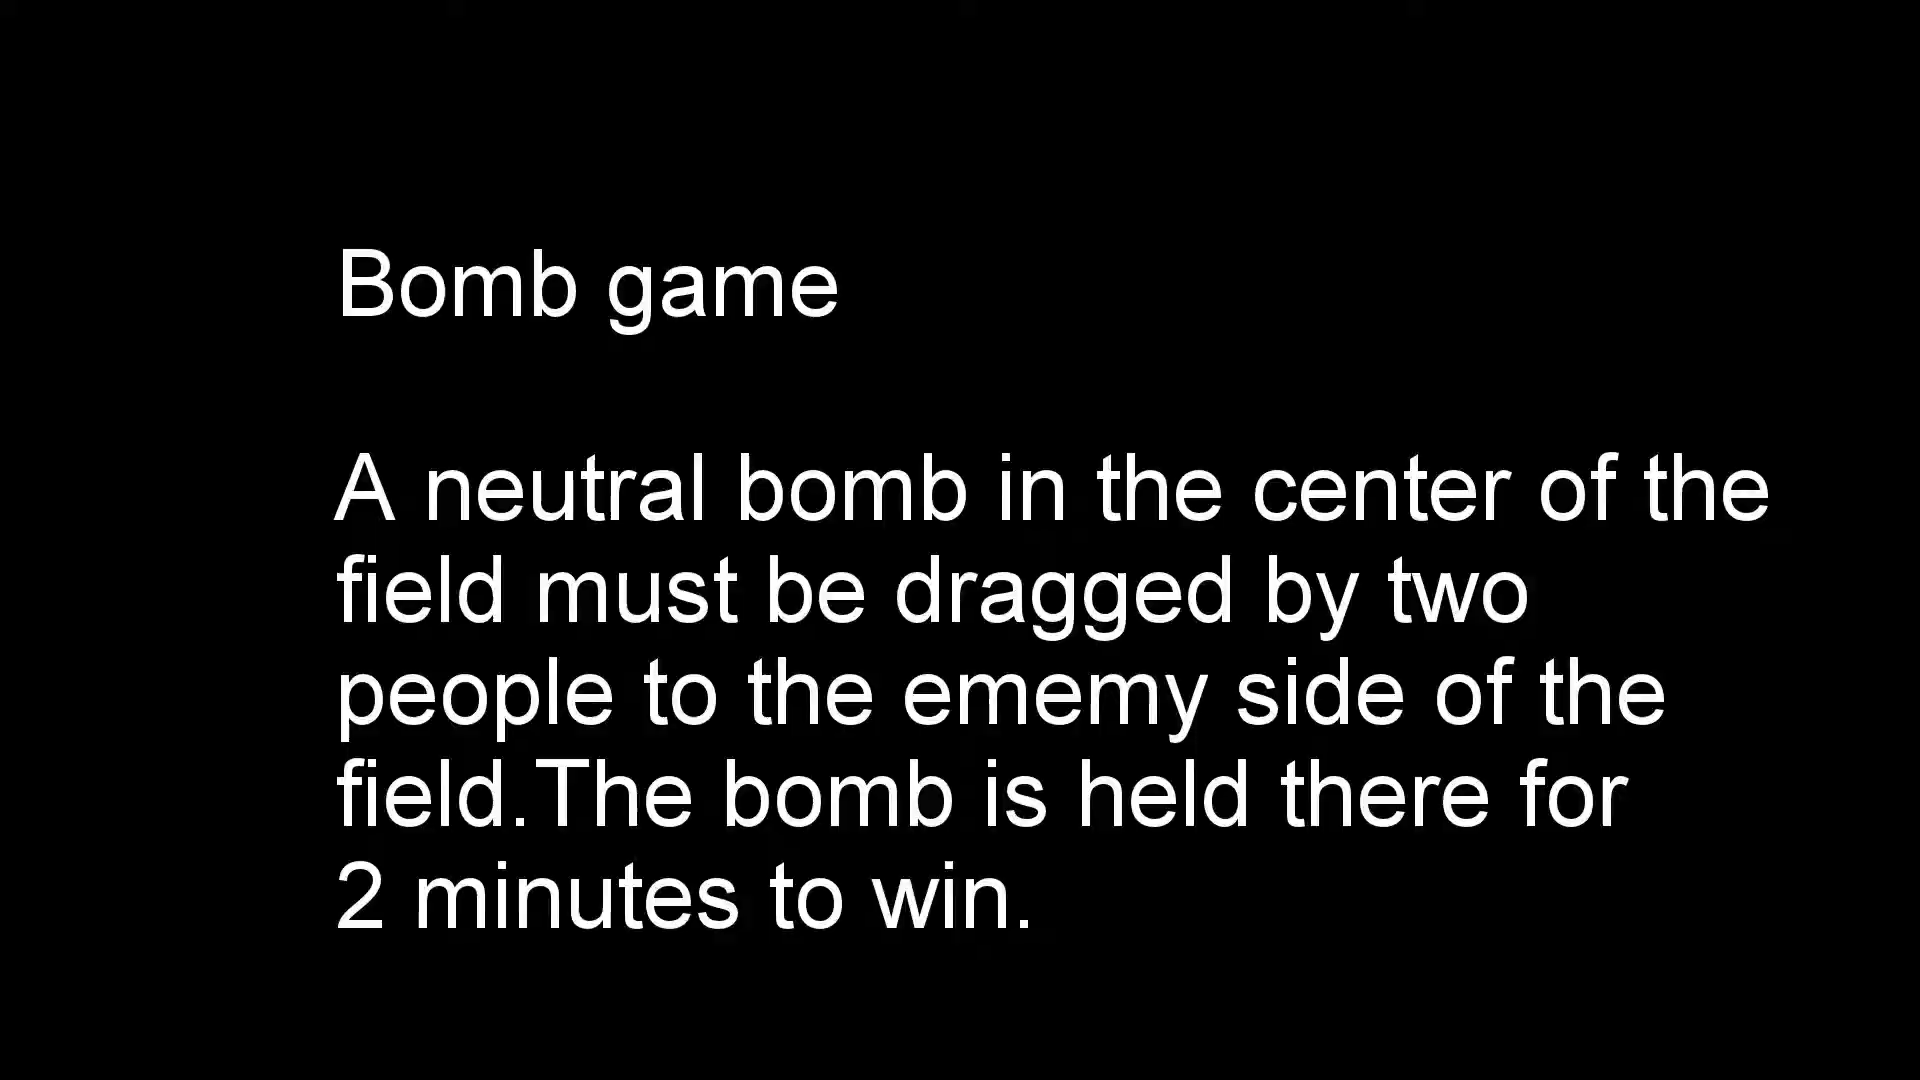 Bomb game
A neutral bomb in the center of the
field must be dragged by two
people to the ememy side of the
field.The bomb is held there for
2 minutes to win.